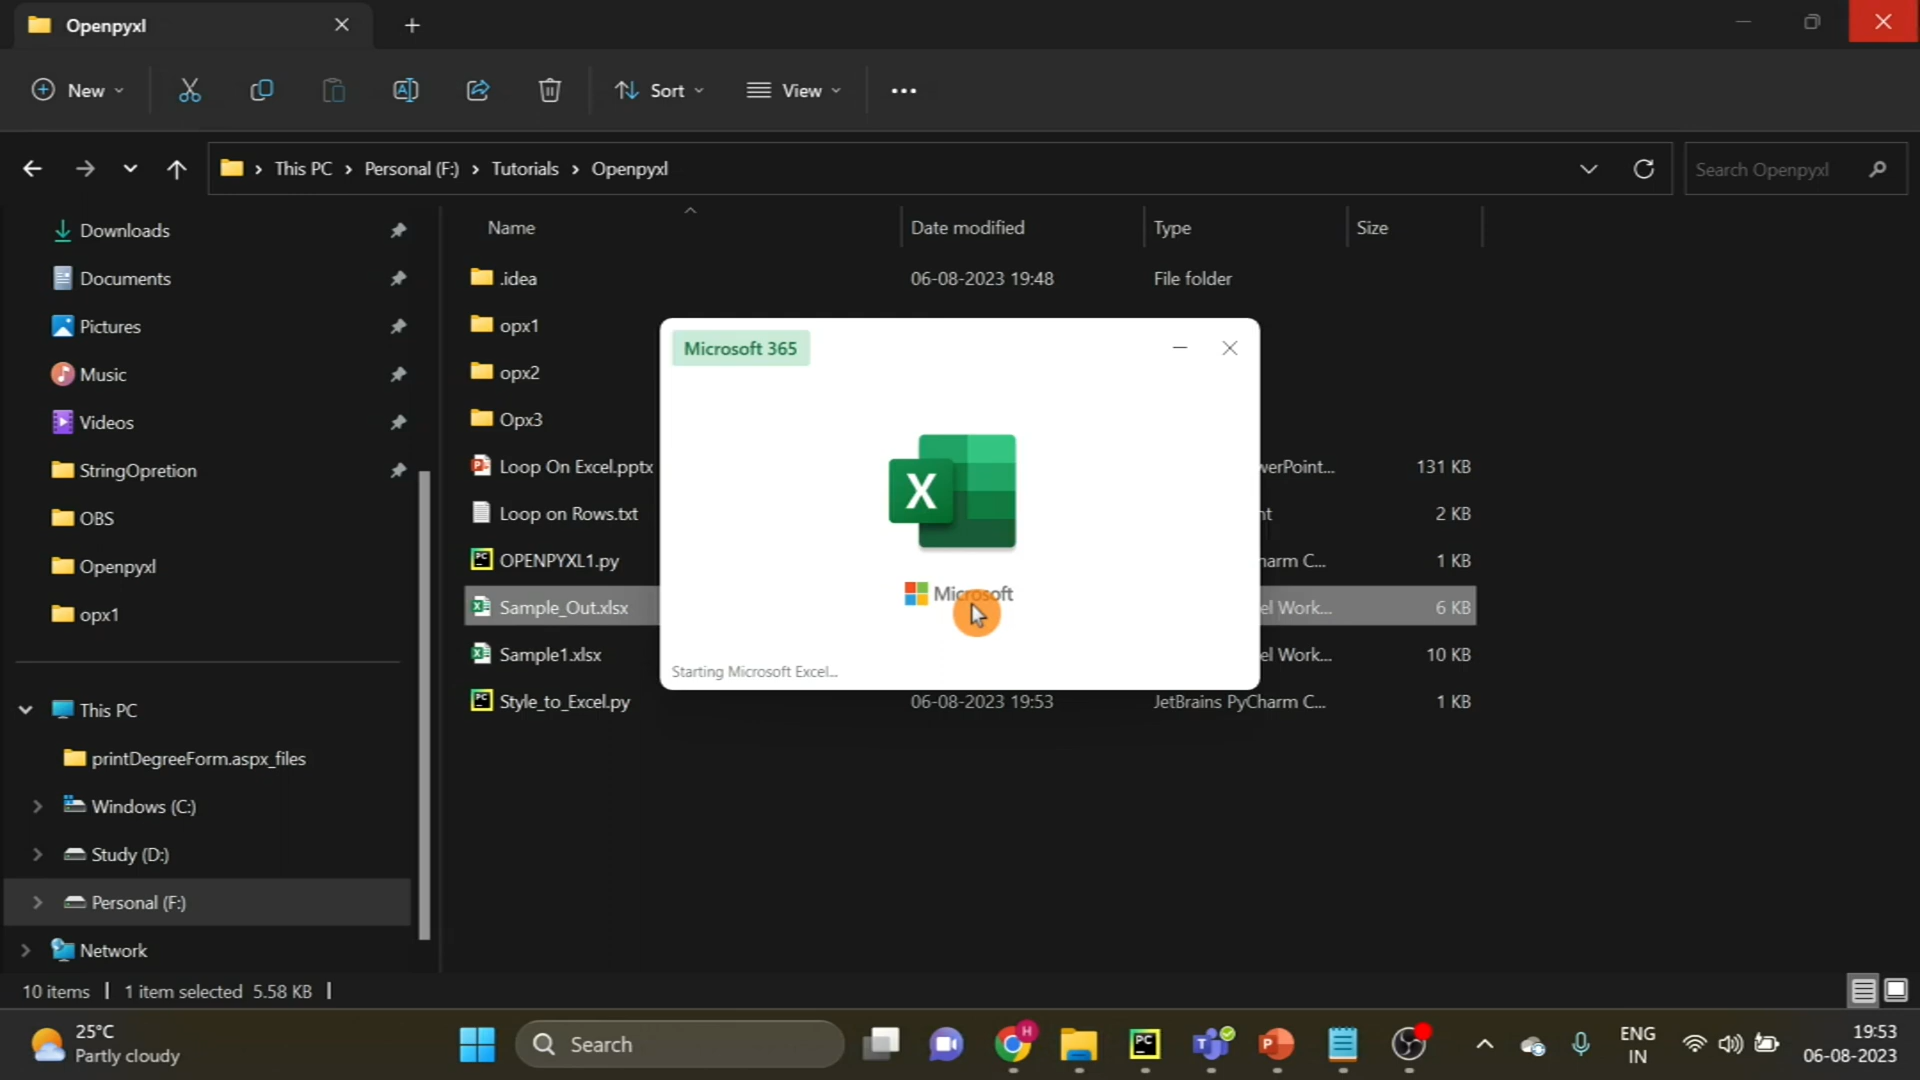 Openpyxl
New
Sort
View
This PC
Personal (F:)
Tutorials
Openpyxl
Search Openpyxl
Name
Date modified
Type
Size
Downloads
Documents
Pictures
Music
Videos
StringOpretion
OBS
Openpyxl
opx1
This PC
printDegreeForm.aspx_files
Windows (C:)
Study (D:)
Personal (F:)
Network
.idea
06-08-2023 19:48
File folder
opx1
opx2
Opx3
Loop On Excel.pptx
werPoint...
131 KB
Loop on Rows.txt
nt
2 KB
OPENPYXL1.py
arm C...
1 KB
Sample_Out.xlsx
el Work...
6 KB
Sample1.xlsx
el Work...
10 KB
Style_to_Excel.py
06-08-2023 19:53
JetBrains PyCharm C...
1 KB
Microsoft 365
X
Microsoft
Starting Microsoft Excel...
10 items
1 item selected 5.58 KB
25°C
Partly cloudy
Search
H
PC
ENG
IN
19:53
06-08-2023